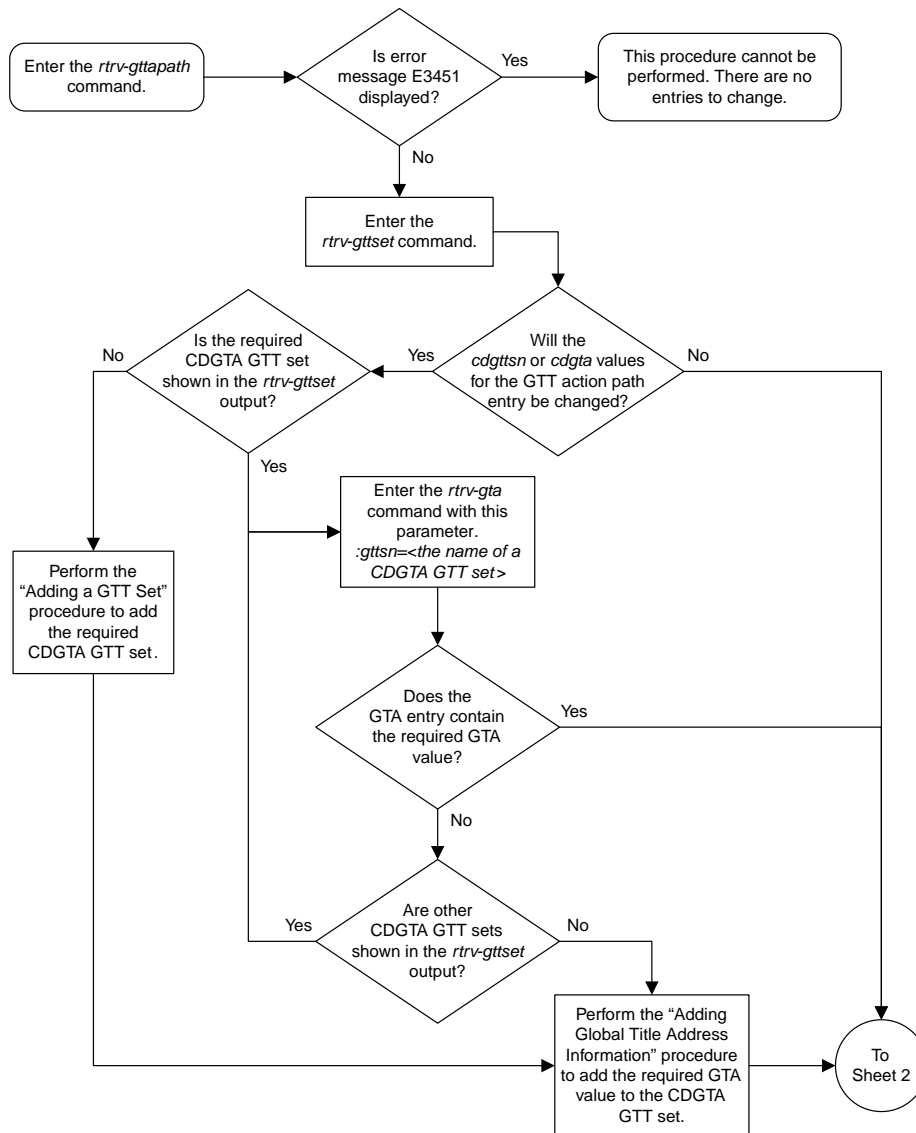 Enter the rtrv-gttapath
command.
Is error
message E3451
displayed?
Yes
This procedure cannot be
performed. There are no
entries to change.
No
Enter the
rtrv-gttset command.
Is the required
CDGTA GTT set
shown in the rtrv-gttset
output?
No
Yes
Will the
cdgttsn or cdgta values
for the GTT action path
entry be changed?
No
Yes
Enter the rtrv-gta
command with this
parameter.
:gttsn=<the name of a
CDGTA GTT set>
Perform the
“Adding a GTT Set”
procedure to add
the required
CDGTA GTT set.
Does the
GTA entry contain
the required GTA
value?
Yes
No
Are other
CDGTA GTT sets
shown in the rtrv-gttset
output?
Yes
No
Perform the “Adding
Global Title Address
Information” procedure
to add the required GTA
value to the CDGTA
GTT set.
To
Sheet 2